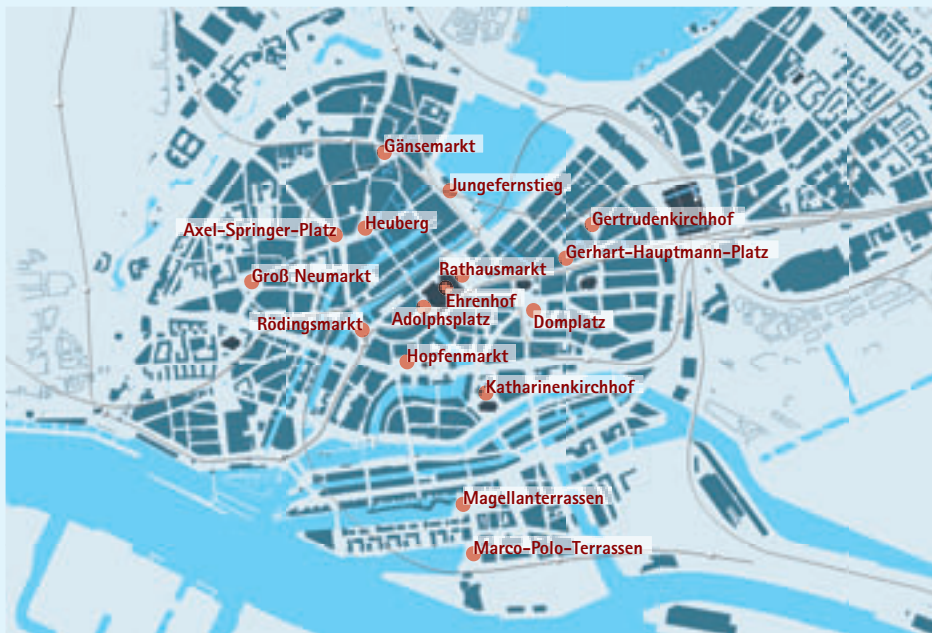 Gänsemarkt
Jungefernstieg
Gertrudenkirchhof
Heuberg
Axel-Springer-Platz
Gerhart-Hauptmann-Platz
Rathausmarkt
Groß Neumarkt
Ehrenhof
Adolphsplatz
Domplatz
Rödingsmarkt
Hopfenmarkt
Katharinenkirchhof
Magellanterrassen
Marco-Polo-Terrassen